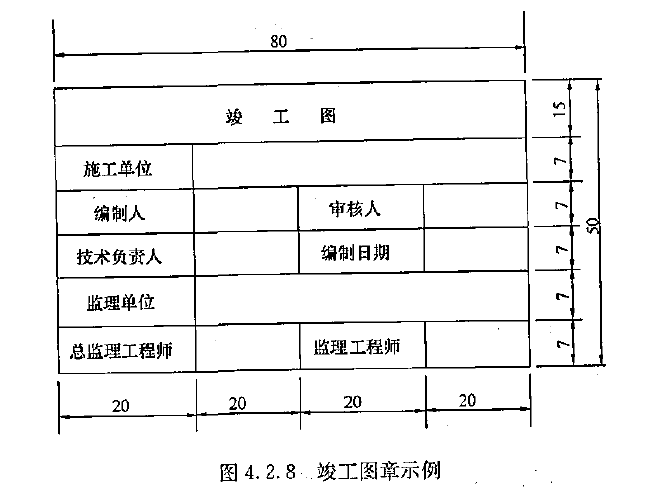 80
竣 工 图
15
施工单位
7
编制人 审核人
7
50
技术负责人 编制日期
7
监理单位
7
总监理工程师 监理工程师
7
20 20 20 20
图 4.2.8 竣工图章示例